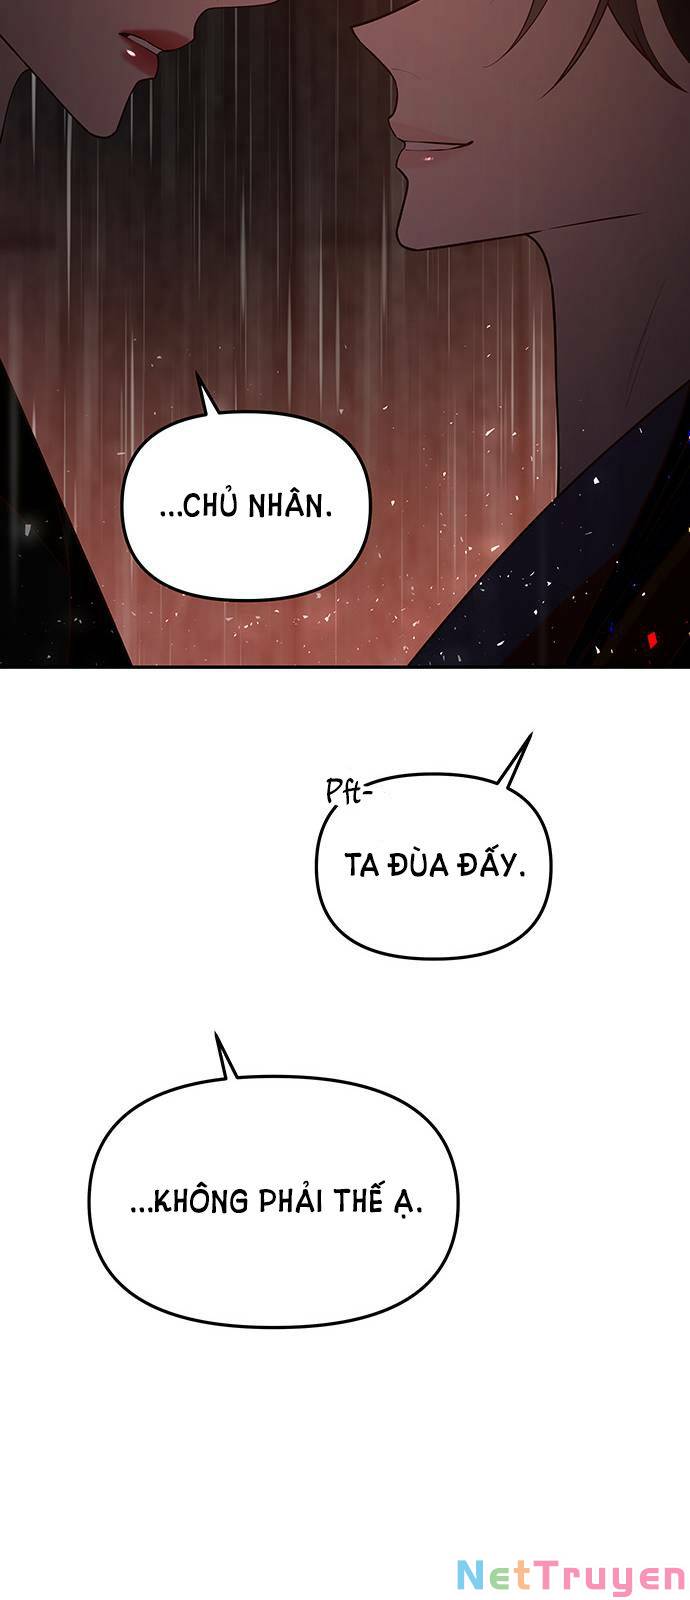 ...CHỦ NHÂN.
Pft-
TA ĐÙA ĐẤY.
...KHÔNG PHẢI THẾ Ạ.
NetTruyen